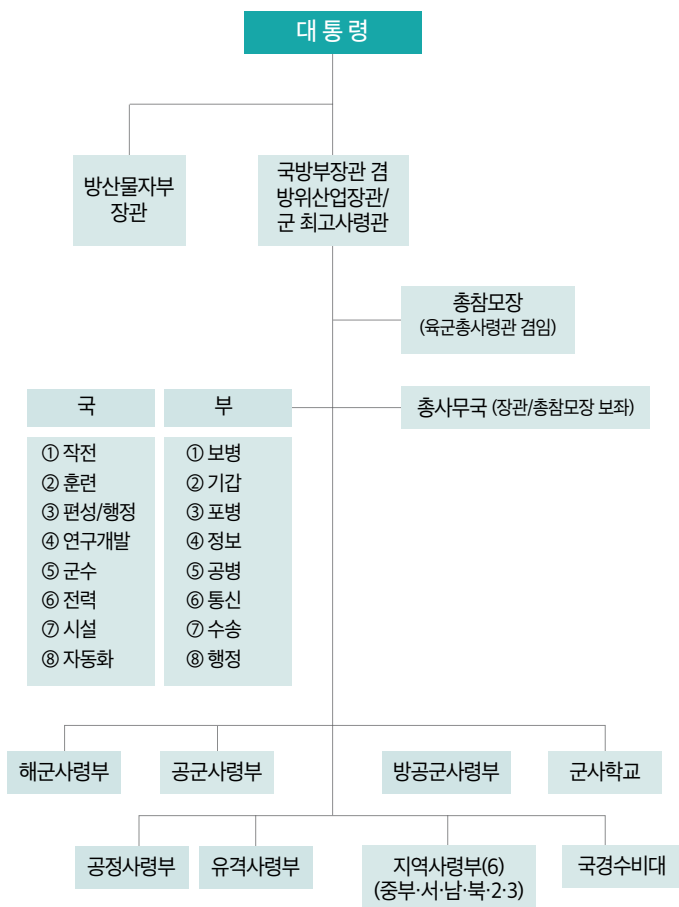 대통령
방산물자부
장관
국방부장관 겸
방위산업장관/
군 최고사령관
총참모장
(육군총사령관 겸임)
총사무국 (장관/총참모장 보좌)
국
① 작전
② 훈련
③ 편성/행정
④ 연구개발
⑤ 군수
⑥ 전력
⑦ 시설
⑧ 자동화
부
① 보병
② 기갑
③ 포병
④ 정보
⑤ 공병
⑥ 통신
⑦ 수송
⑧ 행정
해군사령부
공군사령부
방공군사령부
군사학교
공정사령부
유격사령부
지역사령부(6)
(중부·서·남·북·2·3)
국경수비대